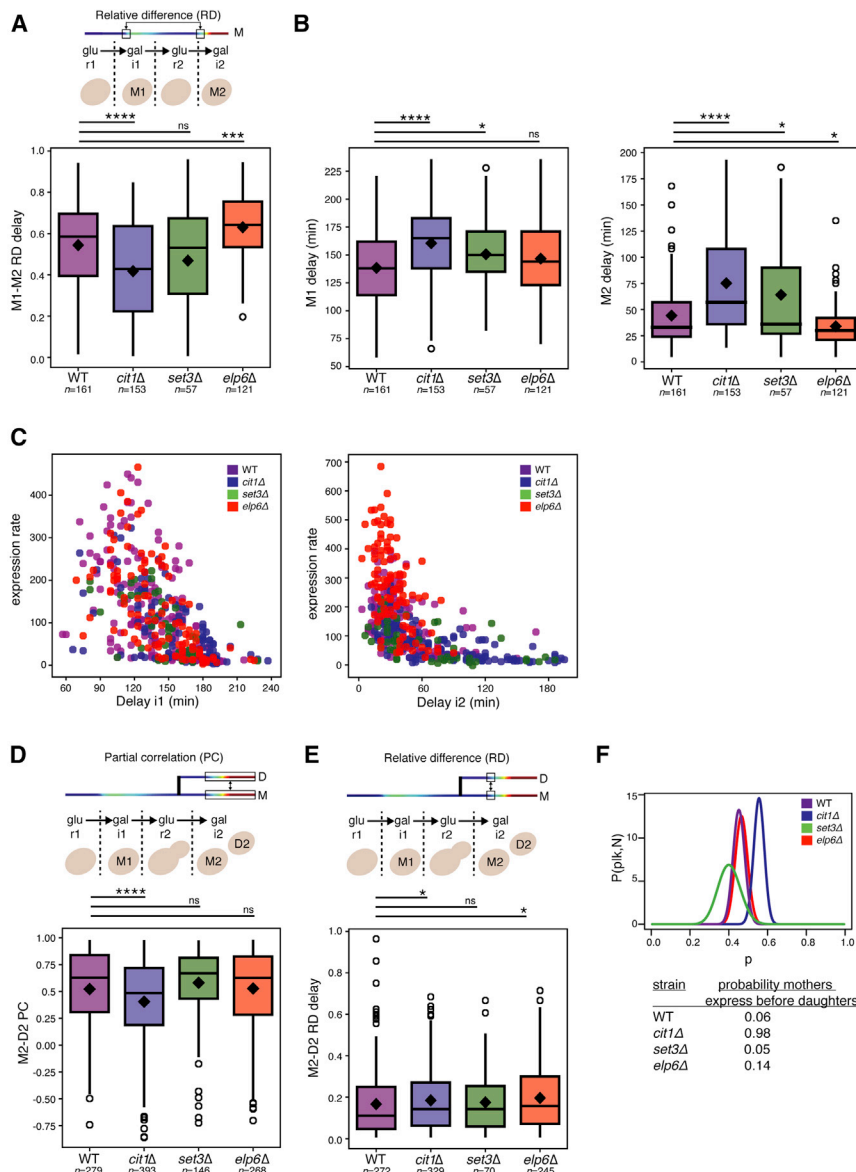 A
Relative difference (RD)
M
glu gal glu gal
r1 i1 r2 i2
M1 M2
****
ns
***
M1-M2 RD delay
1.0
0.8
0.6
0.4
0.2
0.0
WT cit1Δ set3Δ elp6Δ
n=161 n=153 n=57 n=121
B
****
*
ns
M1 delay (min)
225
200
175
150
125
100
75
50
WT cit1Δ set3Δ elp6Δ
n=161 n=153 n=57 n=121
****
*
*
M2 delay (min)
200
175
150
125
100
75
50
25
0
WT cit1Δ set3Δ elp6Δ
n=161 n=153 n=57 n=121
C
expression rate
400
300
200
100
0
WT
cit1Δ
set3Δ
elp6Δ
60 90 120 150 180 210 240
Delay i1 (min)
expression rate
700
600
500
400
300
200
100
0
WT
cit1Δ
set3Δ
elp6Δ
0 60 120 180
Delay i2 (min)
D
Partial correlation (PC)
D
M
glu gal glu gal
r1 i1 r2 i2
M1 M2 D2
****
ns
ns
M2-D2 PC
1.00
0.75
0.5
0.25
0.00
-0.25
-0.50
-0.75
WT cit1Δ set3Δ elp6Δ
n=279 n=393 n=146 n=268
E
Relative difference (RD)
D
M
glu gal glu gal
r1 i1 r2 i2
M1 M2 D2
*
ns
*
M2-D2 RD delay
1.0
0.8
0.6
0.4
0.2
0.0
WT cit1Δ set3Δ elp6Δ
n=272 n=329 n=70 n=245
F
P(p|k,N)
15
10
5
0
WT
cit1Δ
set3Δ
elp6Δ
0.0 0.2 0.4 0.6 0.8 1.0
p
strain probability mothers
express before daughters
WT 0.06
cit1Δ 0.98
set3Δ 0.05
elp6Δ 0.14